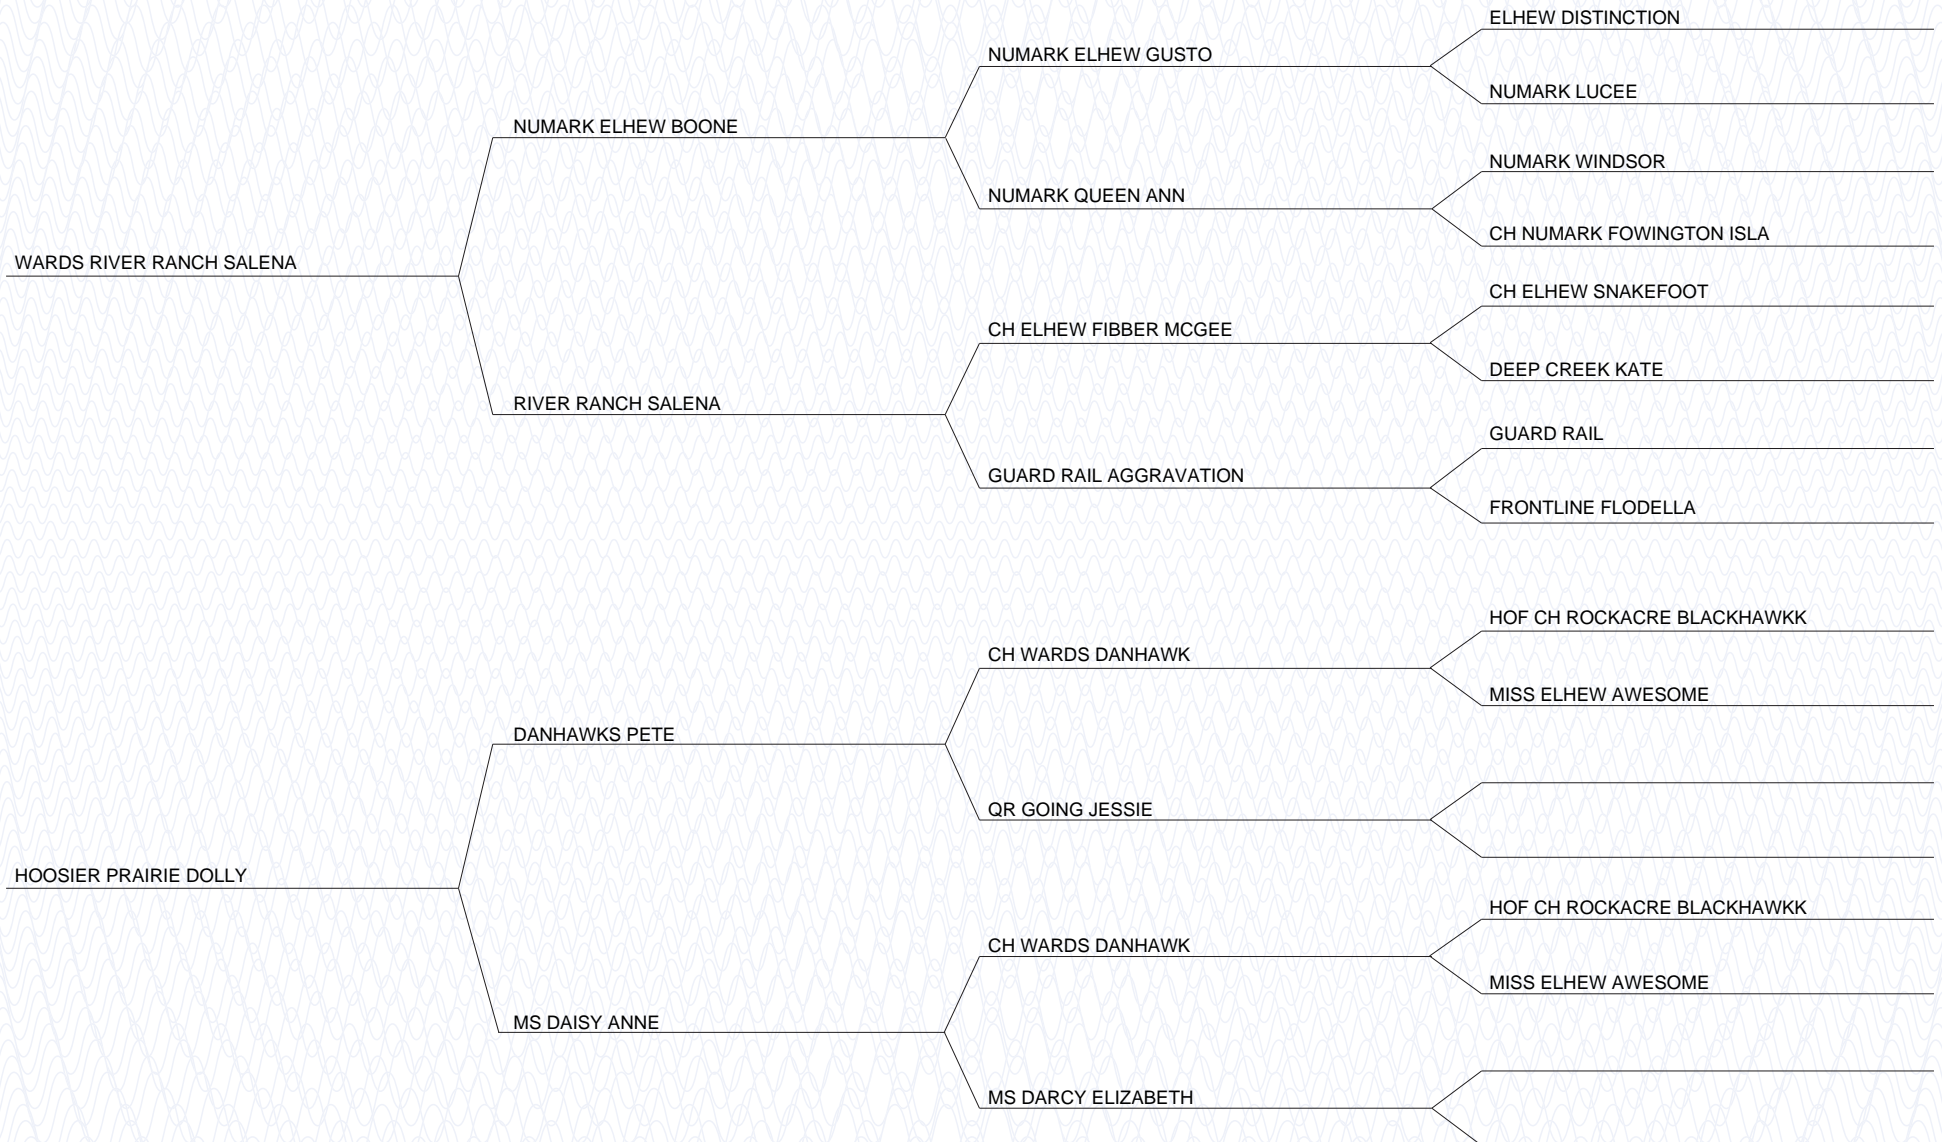 ELHEW DISTINCTION
NUMARK ELHEW GUSTO
NUMARK LUCEE
NUMARK ELHEW BOONE
NUMARK WINDSOR
NUMARK QUEEN ANN
CH NUMARK FOWINGTON ISLA
WARDS RIVER RANCH SALENA
CH ELHEW SNAKEFOOT
CH ELHEW FIBBER MCGEE
DEEP CREEK KATE
RIVER RANCH SALENA
GUARD RAIL
GUARD RAIL AGGRAVATION
FRONTLINE FLODELLA
HOF CH ROCKACRE BLACKHAWKK
CH WARDS DANHAWK
MISS ELHEW AWESOME
DANHAWKS PETE
QR GOING JESSIE
HOOSIER PRAIRIE DOLLY
HOF CH ROCKACRE BLACKHAWKK
CH WARDS DANHAWK
MISS ELHEW AWESOME
MS DAISY ANNE
MS DARCY ELIZABETH